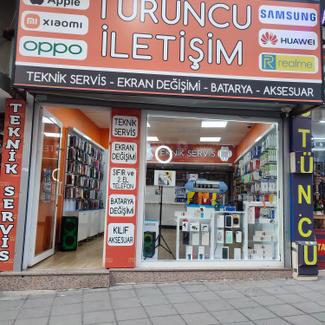 Apple
TURUNCU
SAMSUNG
xiaomi
İLETİŞİM
HUAWEI
oppo
realme
TEKNİK SERVİS - EKRAN DEĞİŞİMİ - BATARYA - AKSESUAR
TEKNİK SERVİS
TEKNİK
SERVİS
EKRAN
DEĞİŞİMİ
SIFIR ve
2.EL
TELEFON
BATARYA
DEĞİŞİMİ
KILIF
AKSESUAR
TEKNİK SERVİS
TÜTÜNCÜ